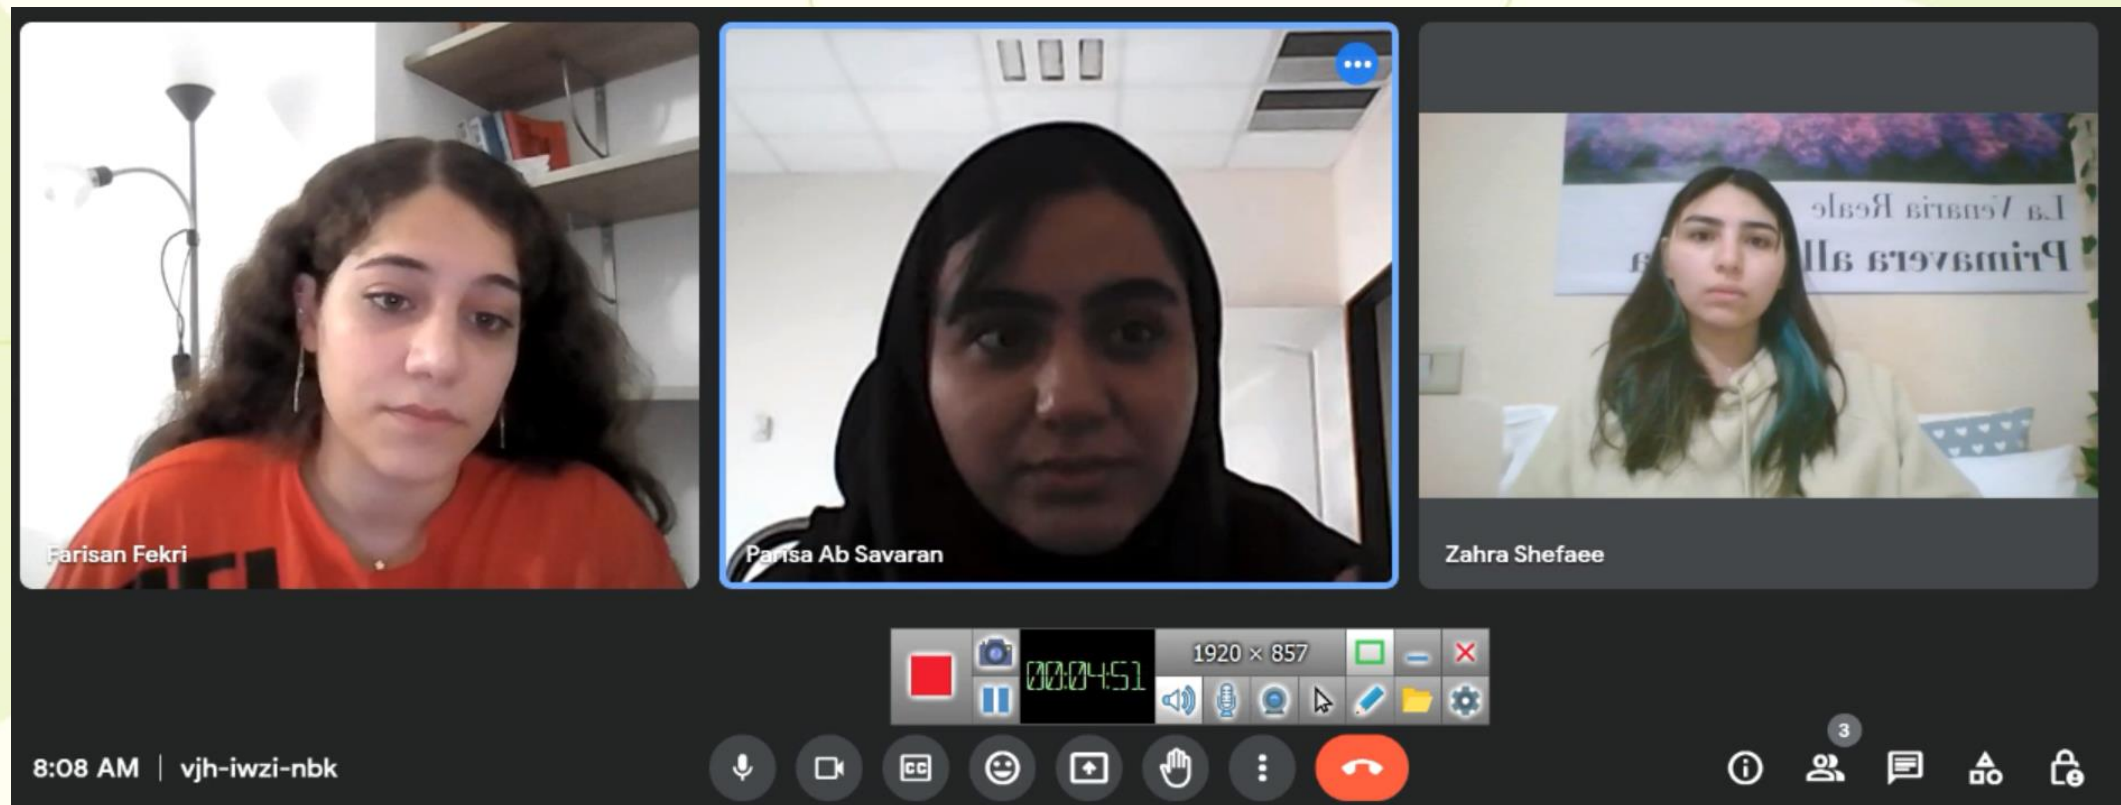 La Venaria Reale
Primavera all a
Farisan Fekri
Parisa Ab Savaran
Zahra Shefaee
00:04:51
1920 × 857
CC
3
8:08 AM | vjh-iwzi-nbk